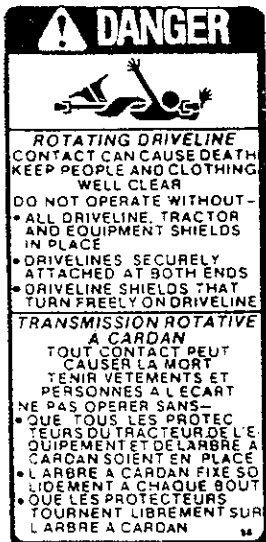 DANGER
ROTATING DRIVELINE
CONTACT CAN CAUSE DEATH
KEEP PEOPLE AND CLOTHING
WELL CLEAR
DO NOT OPERATE WITHOUT-
• ALL DRIVELINE, TRACTOR
AND EQUIPMENT SHIELDS
IN PLACE
• DRIVELINES SECURELY
ATTACHED AT BOTH ENDS
• DRIVELINE SHIELDS THAT
TURN FREELY ON DRIVELINE
TRANSMISSION ROTATIVE
A CARDAN
TOUT CONTACT PEUT
CAUSER LA MORT
TENIR VETEMENTS ET
PERSONNES A L ECART
NE PAS OPERER SANS—
• QUE TOUS LES PROTEC
TEURS DU TRACTEUR, DE L'E-
QUIPEMENT ET DE LARBRE A
CARDAN SOIENT EN PLACE
• L ARBRE A CARDAN FIXE SO
LIDEMENT A CHAQUE BOUT
• QUE LES PROTECTEURS
TOURNENT LIBREMENT SUR
L ARBRE A CARDAN